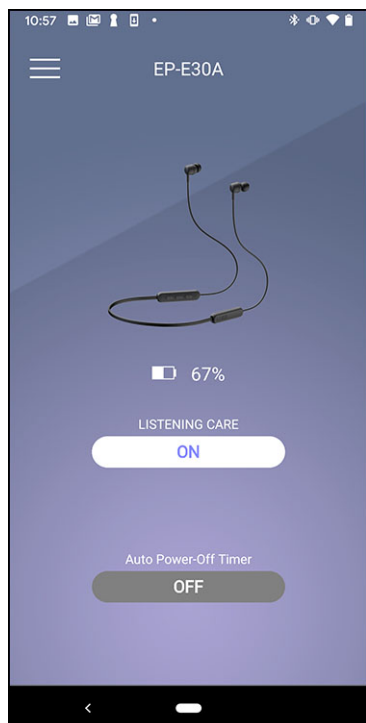 10:57
EP-E30A
67%
LISTENING CARE
ON
Auto Power-Off Timer
OFF